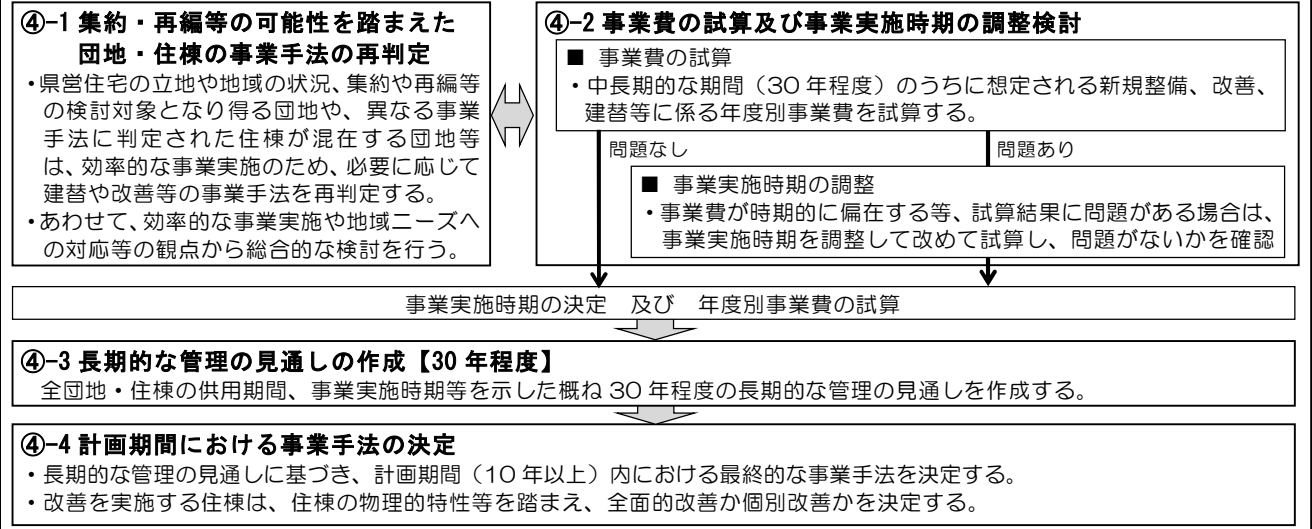 ④-1 集約・再編等の可能性を踏まえた
団地・住棟の事業手法の再判定
・県営住宅の立地や地域の状況、集約や再編等
の検討対象となり得る団地や、異なる事業
手法に判定された住棟が混在する団地等
は、効率的な事業実施のため、必要に応じて
建替や改善等の事業手法を再判定する。
・あわせて、効率的な事業実施や地域ニーズへ
の対応等の観点から総合的な検討を行う。
④-2 事業費の試算及び事業実施時期の調整検討
■ 事業費の試算
・中長期的な期間（30 年程度）のうちに想定される新規整備、改善、
建替等に係る年度別事業費を試算する。
問題なし
問題あり
■ 事業実施時期の調整
・事業費が時期的に偏在する等、試算結果に問題がある場合は、
事業実施時期を調整して改めて試算し、問題がないかを確認
事業実施時期の決定 及び 年度別事業費の試算
④-3 長期的な管理の見通しの作成【30 年程度】
全団地・住棟の供用期間、事業実施時期等を示した概ね 30 年程度の長期的な管理の見通しを作成する。
④-4 計画期間における事業手法の決定
・長期的な管理の見通しに基づき、計画期間（10 年以上）内における最終的な事業手法を決定する。
・改善を実施する住棟は、住棟の物理的特性等を踏まえ、全面的改善か個別改善かを決定する。